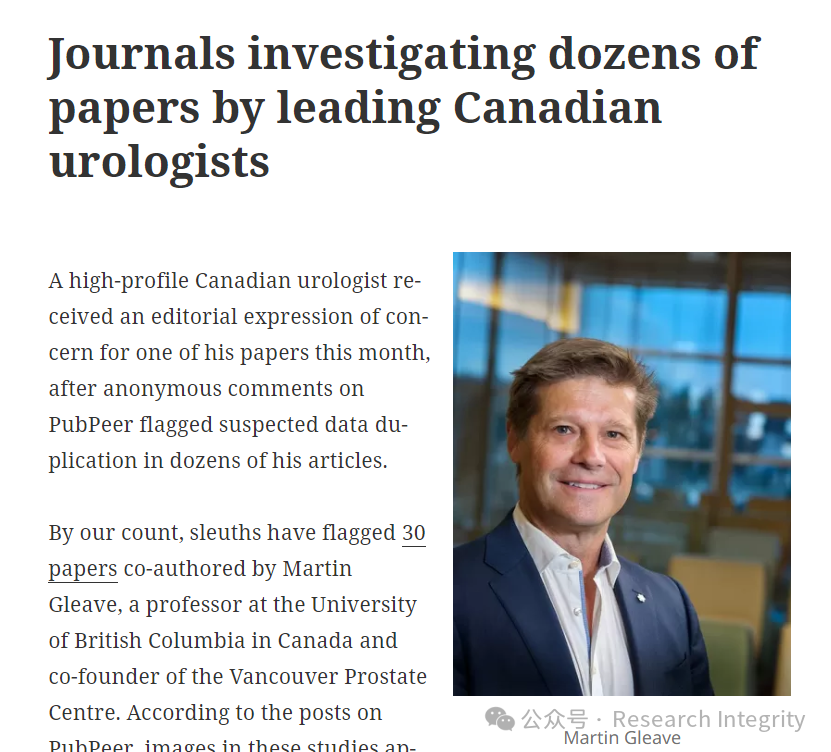 Journals investigating dozens of
papers by leading Canadian
urologists
A high-profile Canadian urologist re-
ceived an editorial expression of con-
cern for one of his papers this month,
after anonymous comments on
PubPeer flagged suspected data du-
plication in dozens of his articles.
By our count, sleuths have flagged 30
papers co-authored by Martin
Gleave, a professor at the University
of British Columbia in Canada and
co-founder of the Vancouver Prostate
Centre. According to the posts on
PubPeer, images in these studies ap-
公众号 · Research Integrity
Martin Gleave